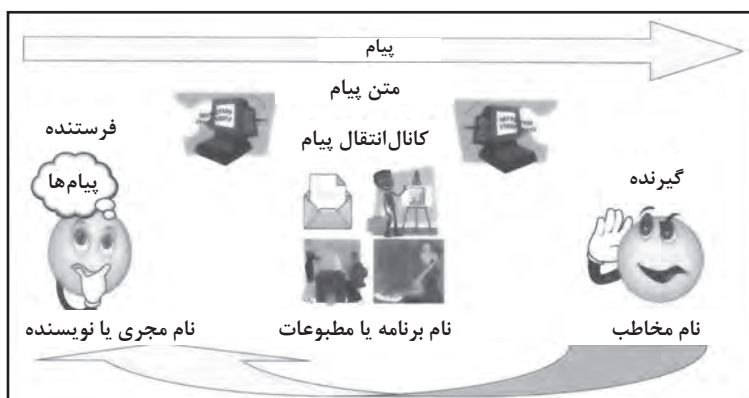 پیام
متن پیام
کانال انتقال پیام
فرستنده
پیام‌ها
گیرنده
نام مجری یا نویسنده
نام برنامه یا مطبوعات
نام مخاطب